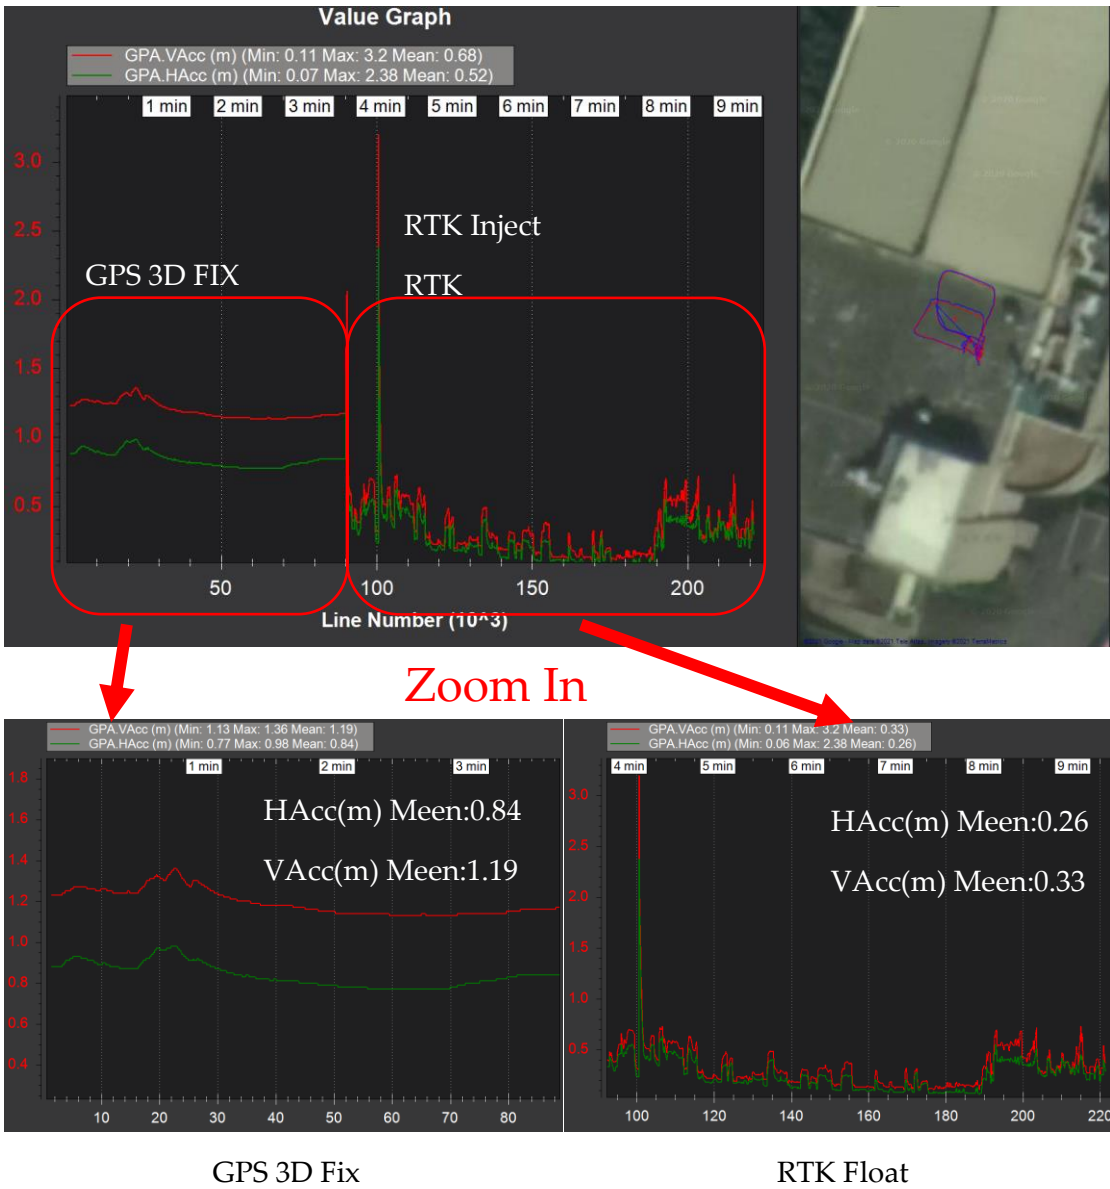 Value Graph
GPA.VAcc (m) (Min: 0.11 Max: 3.2 Mean: 0.68)
GPA.HAcc (m) (Min: 0.07 Max: 2.38 Mean: 0.52)
1 min 2 min 3 min 4 min 5 min 6 min 7 min 8 min 9 min
3.0
2.5
2.0
1.5
1.0
0.5
GPS 3D FIX
RTK Inject
RTK
50 100 150 200
Line Number (10^3)
Zoom In
GPA.VAcc (m) (Min: 1.13 Max: 1.36 Mean: 1.19)
GPA.HAcc (m) (Min: 0.77 Max: 0.98 Mean: 0.84)
1 min 2 min 3 min
1.8
1.6
1.4
1.2
1.0
0.8
0.6
0.4
HAcc(m) Meen:0.84
VAcc(m) Meen:1.19
10 20 30 40 50 60 70 80
GPA.VAcc (m) (Min: 0.11 Max: 3.2 Mean: 0.33)
GPA.HAcc (m) (Min: 0.06 Max: 2.38 Mean: 0.26)
4 min 5 min 6 min 7 min 8 min 9 min
3.0
2.5
2.0
1.5
1.0
0.5
HAcc(m) Meen:0.26
VAcc(m) Meen:0.33
100 120 140 160 180 200 220
GPS 3D Fix
RTK Float